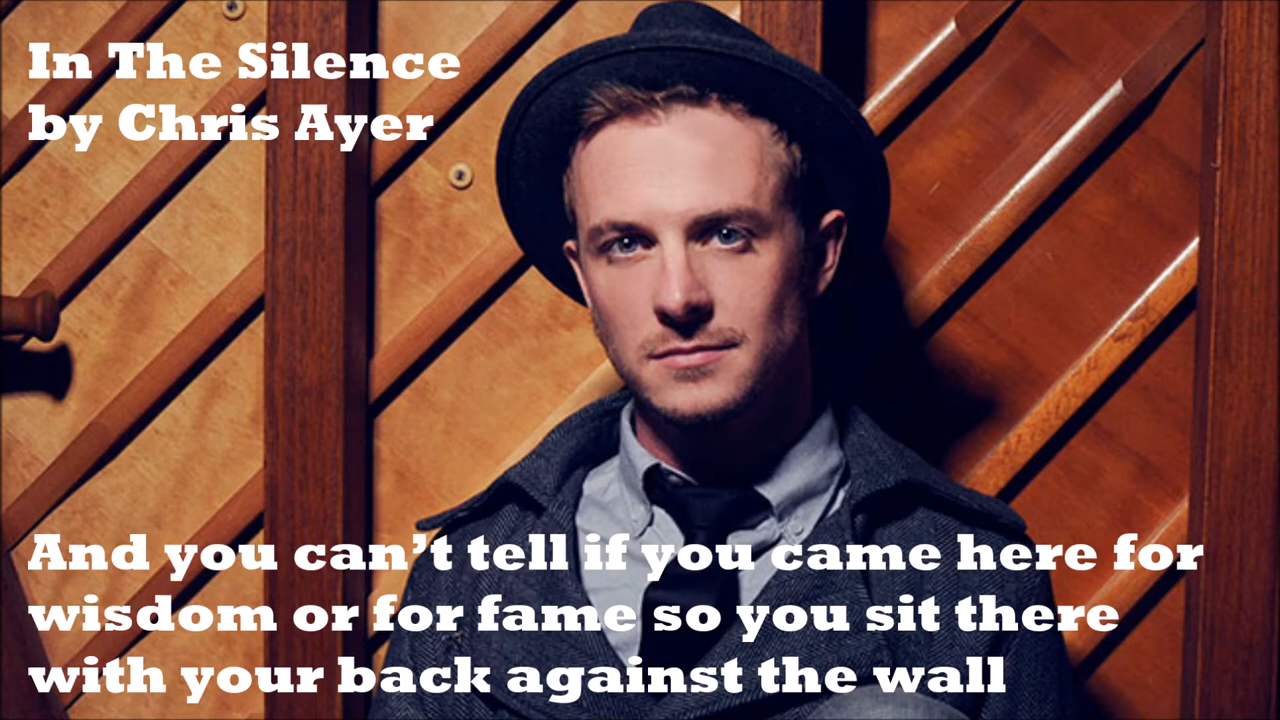 In The Silence
by Chris Ayer
And you can’t tell if you came here for
wisdom or for fame so you sit there
with your back against the wall